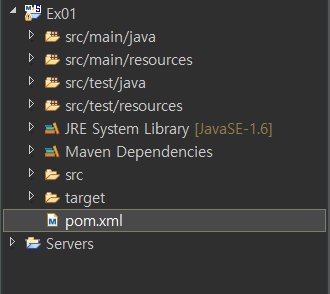 Ex01
src/main/java
src/main/resources
src/test/java
src/test/resources
JRE System Library [JavaSE-1.6]
Maven Dependencies
src
target
pom.xml
Servers